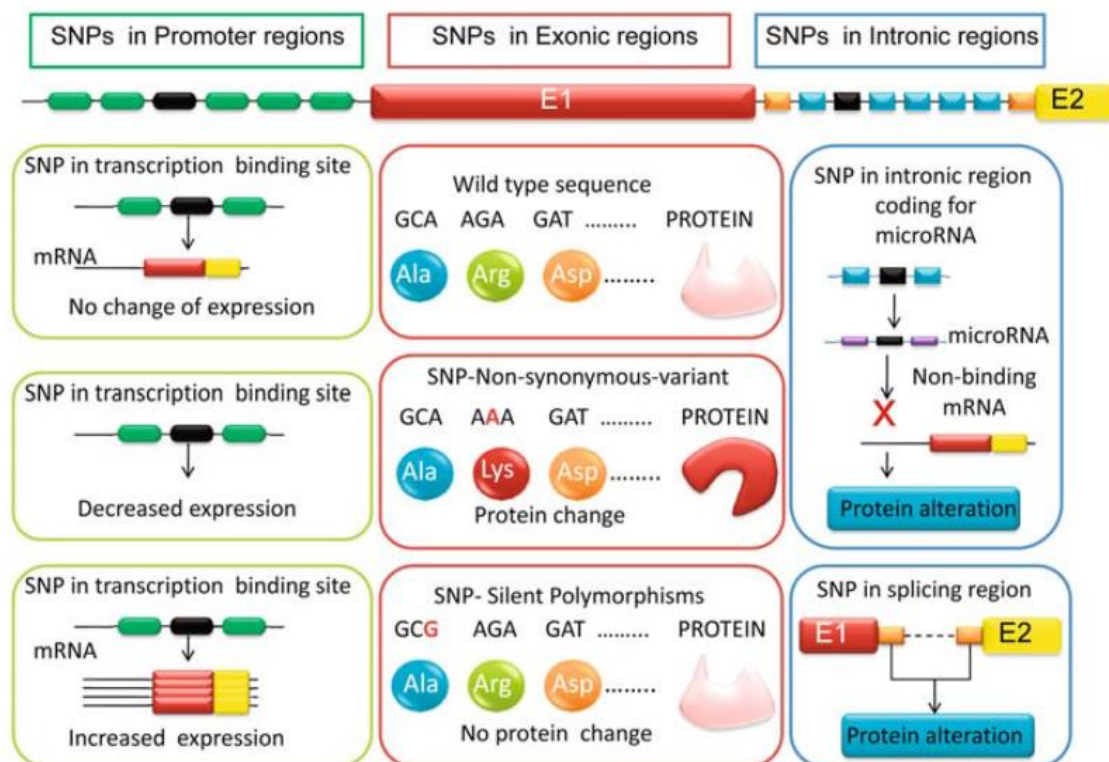 SNPs in Promoter regions
SNPs in Exonic regions
SNPs in Intronic regions
E1
E2
SNP in transcription binding site
mRNA
No change of expression
SNP in transcription binding site
Decreased expression
SNP in transcription binding site
mRNA
Increased expression
Wild type sequence
GCA AGA GAT ......... PROTEIN
Ala Arg Asp ........
SNP-Non-synonymous-variant
GCA AAA GAT ......... PROTEIN
Ala Lys Asp ........
Protein change
SNP- Silent Polymorphisms
GCG AGA GAT ......... PROTEIN
Ala Arg Asp ........
No protein change
SNP in intronic region
coding for
microRNA
microRNA
Non-binding
X mRNA
Protein alteration
SNP in splicing region
E1 E2
Protein alteration